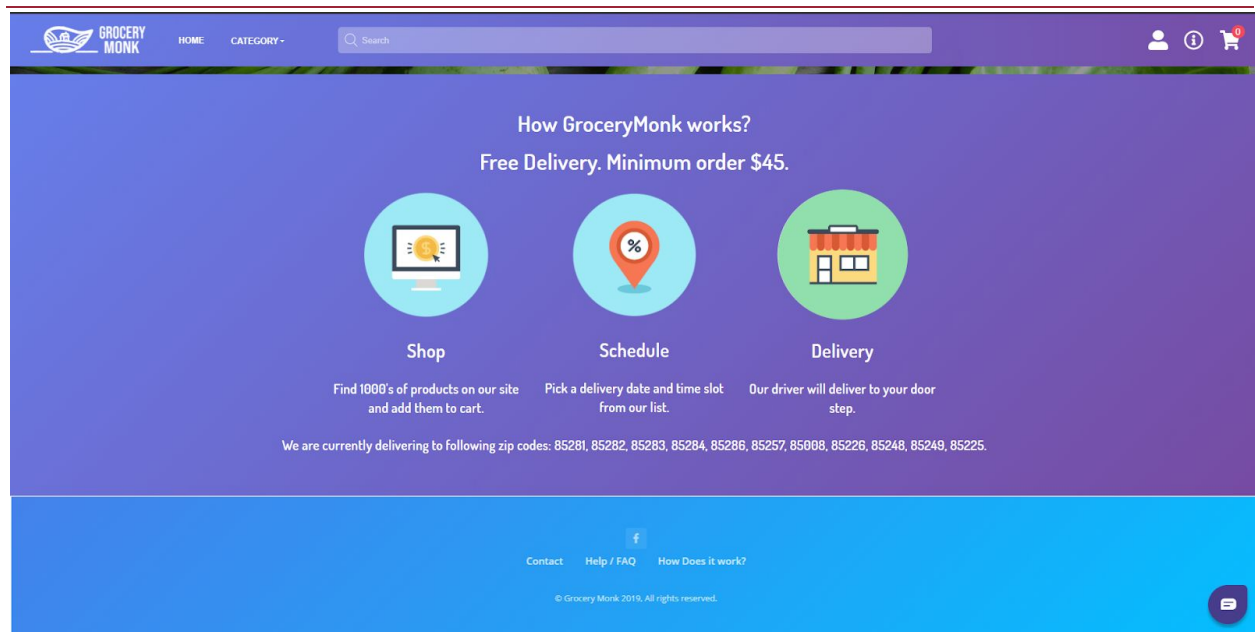 GROCERY
MONK
HOME CATEGORY
Search
0
How GroceryMonk works?
Free Delivery. Minimum order $45.
$
%
Shop
Schedule
Delivery
Find 1000's of products on our site
and add them to cart.
Pick a delivery date and time slot
from our list.
Our driver will deliver to your door
step.
We are currently delivering to following zip codes: 85281, 85282, 85283, 85284, 85286, 85257, 85008, 85226, 85248, 85249, 85225.
f
Contact Help / FAQ How Does it work?
© Grocery Monk 2019, All rights reserved.